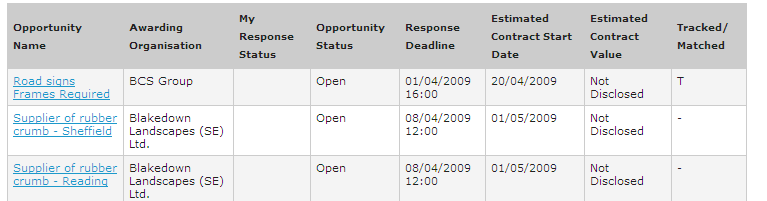 Opportunity Name
Awarding Organisation
My Response Status
Opportunity Status
Response Deadline
Estimated Contract Start Date
Estimated Contract Value
Tracked/ Matched
Road signs Frames Required
BCS Group
Open
01/04/2009 16:00
20/04/2009
Not Disclosed
T
Supplier of rubber crumb - Sheffield
Blakedown Landscapes (SE) Ltd.
Open
08/04/2009 12:00
01/05/2009
Not Disclosed
-
Supplier of rubber crumb - Reading
Blakedown Landscapes (SE) Ltd.
Open
08/04/2009 12:00
01/05/2009
Not Disclosed
-